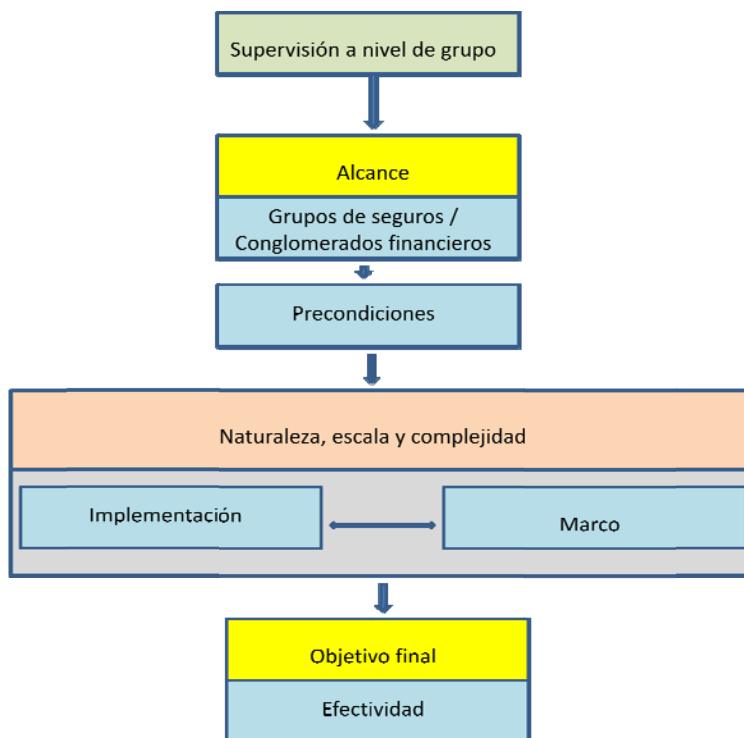 Supervisión a nivel de grupo
Alcance
Grupos de seguros /
Conglomerados financieros
Precondiciones
Naturaleza, escala y complejidad
Implementación
Marco
Objetivo final
Efectividad